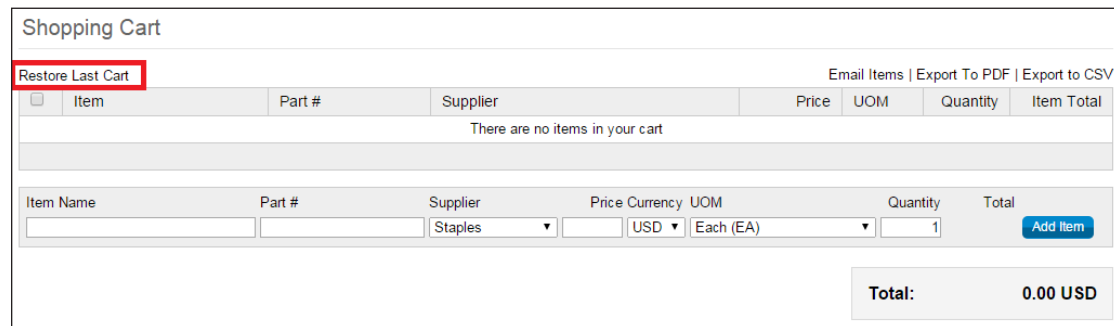 Shopping Cart
Restore Last Cart Email Items | Export To PDF | Export to CSV
Item Part # Supplier Price UOM Quantity Item Total
There are no items in your cart
Item Name Part # Supplier Price Currency UOM Quantity Total
Staples USD Each (EA) 1 Add Item
Total: 0.00 USD